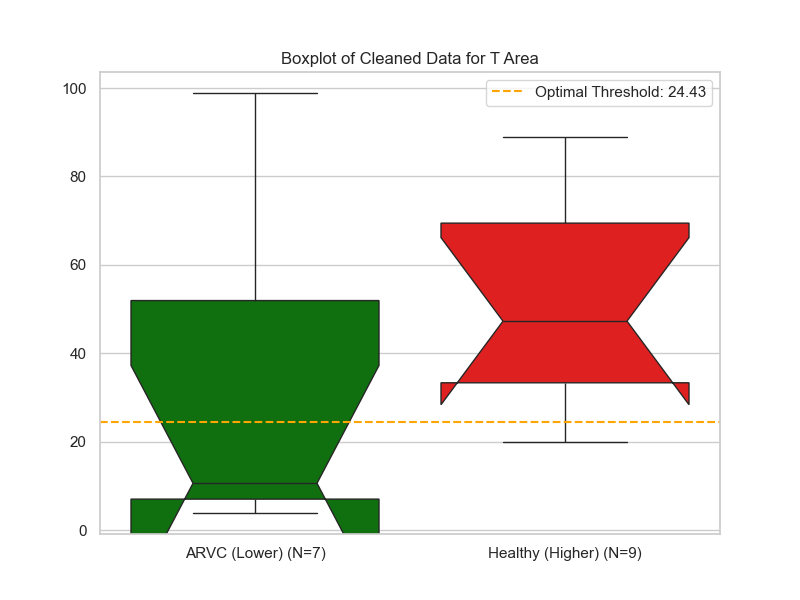 Boxplot of Cleaned Data for T Area
Optimal Threshold: 24.43
100
80
60
40
20
0
ARVC (Lower) (N=7)
Healthy (Higher) (N=9)